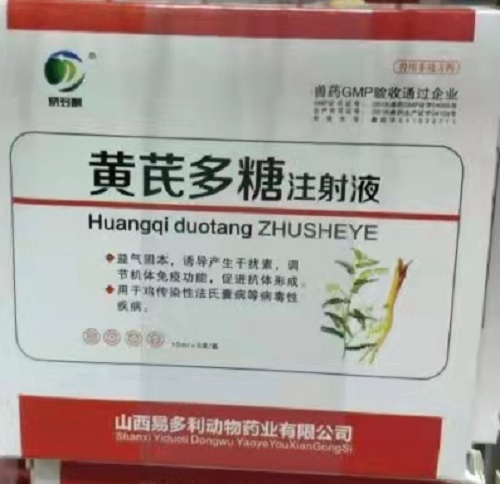 易多利
兽药GMP验收通过企业
黄芪多糖注射液
Huangqi duotang ZHUSHEYE
益气固本，诱导产生干扰素，调
节机体免疫功能，促进抗体形成。
用于鸡传染性法氏囊病等病毒性
疾病。
山西易多利动物药业有限公司
Shanxi Yiduoli Dongwu YaoyeYouXianGongSi